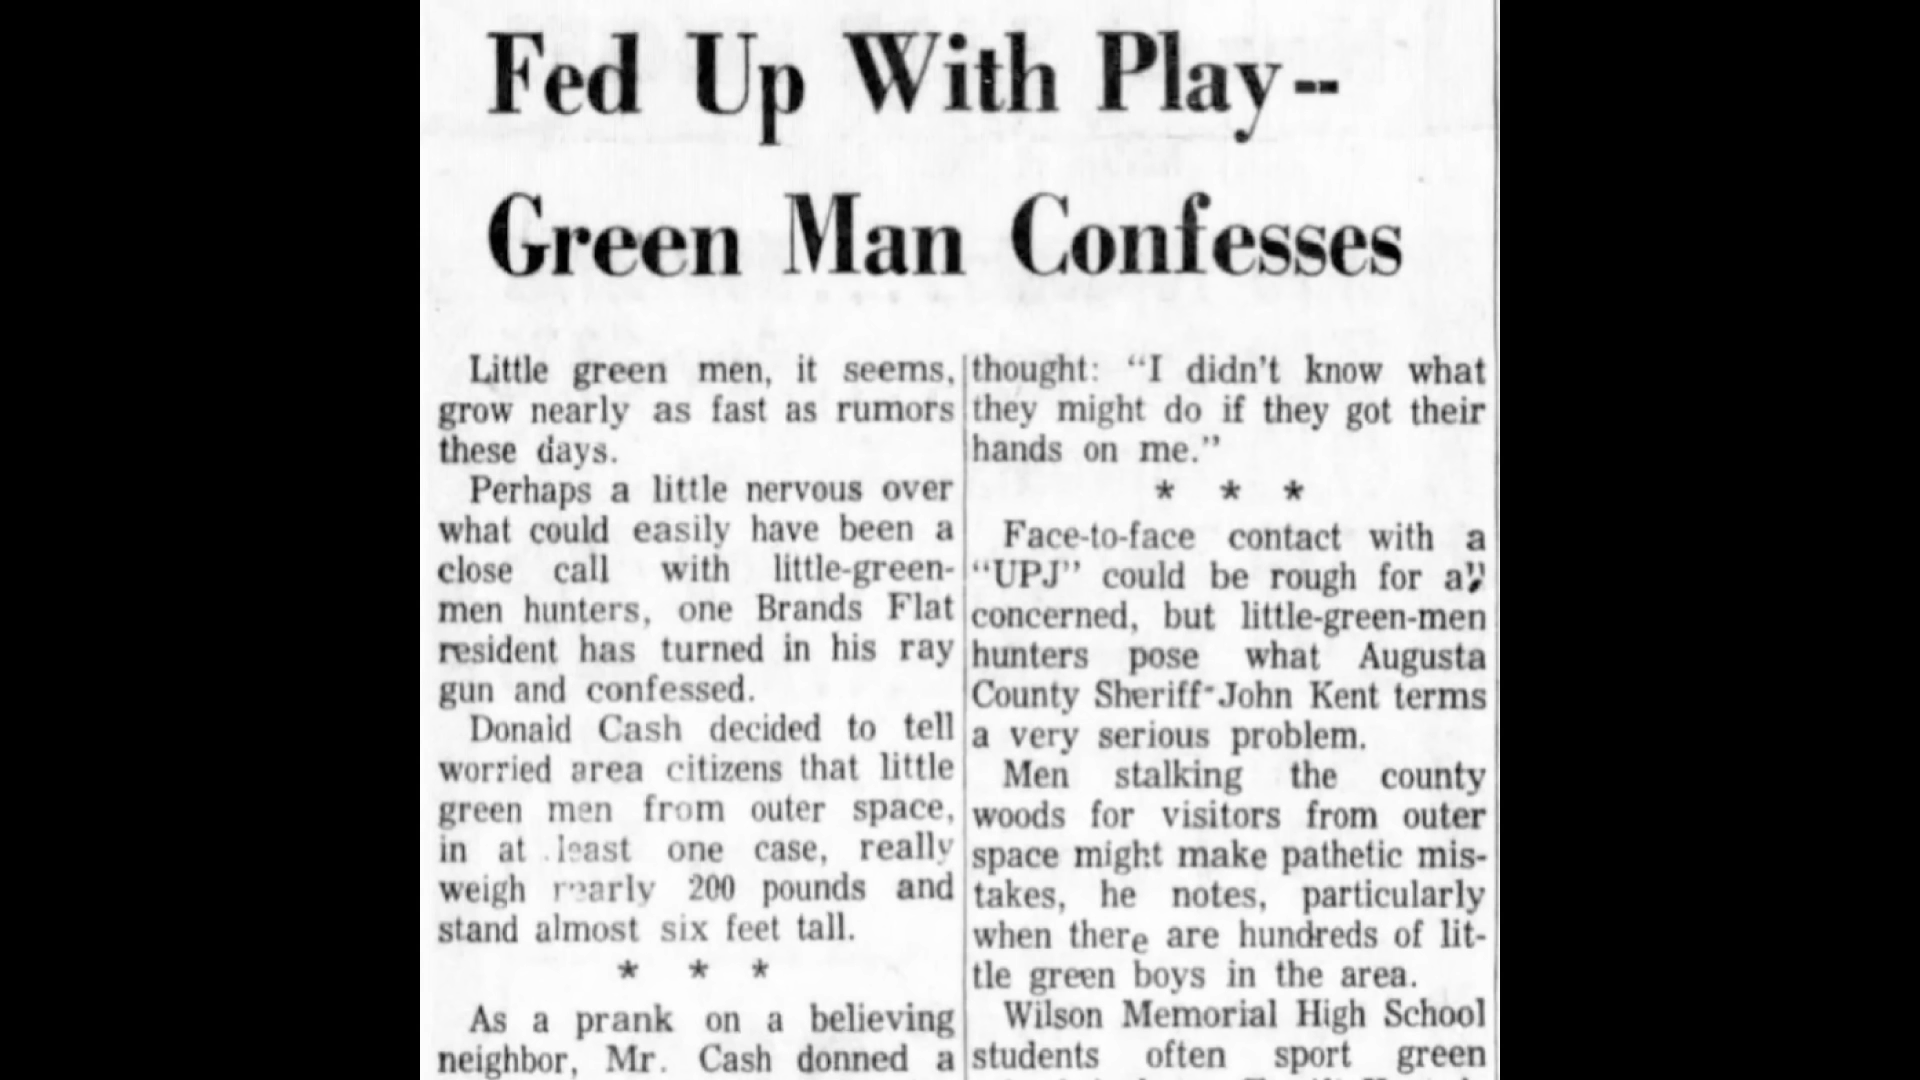 Fed Up With Play--
Green Man Confesses
Little green men, it seems,
grow nearly as fast as rumors
these days.
Perhaps a little nervous over
what could easily have been a
close call with little-green-
men hunters, one Brands Flat
resident has turned in his ray
gun and confessed.
Donald Cash decided to tell
worried area citizens that little
green men from outer space,
in at least one case, really
weigh nearly 200 pounds and
stand almost six feet tall.
* * *
As a prank on a believing
neighbor, Mr. Cash donned a
thought: "I didn't know what
they might do if they got their
hands on me."
* * *
Face-to-face contact with a
"UPJ" could be rough for
concerned, but little-green-men
hunters pose what Augusta
County Sheriff John Kent terms
a very serious problem.
Men stalking the county
woods for visitors from outer
space might make pathetic mis-
takes, he notes, particularly
when there are hundreds of lit-
tle green boys in the area.
Wilson Memorial High School
students often sport green